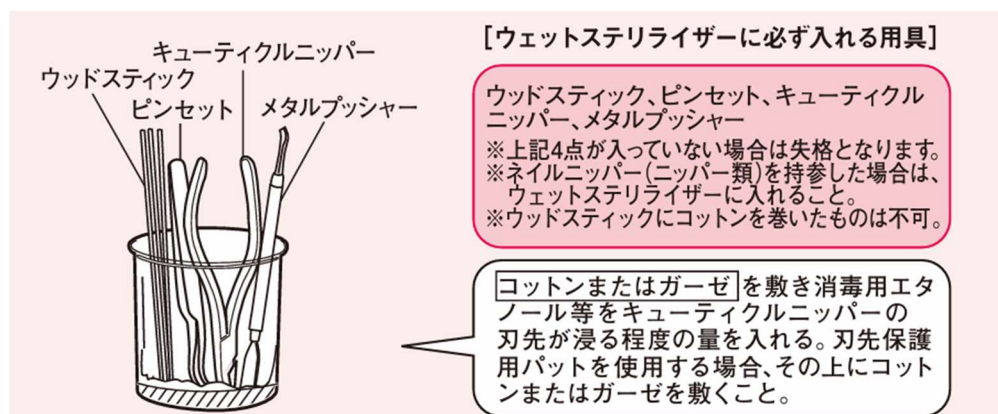 キューティクルニッパー
ウッドスティック
ピンセット
メタルプッシャー
[ウェットステリライザーに必ず入れる用具]
ウッドスティック、ピンセット、キューティクル
ニッパー、メタルプッシャー
※上記4点が入っていない場合は失格となります。
※ネイルニッパー(ニッパー類)を持参した場合は、
ウェットステリライザーに入れること。
※ウッドスティックにコットンを巻いたものは不可。
コットンまたはガーゼを敷き消毒用エタ
ノール等をキューティクルニッパーの
刃先が浸る程度の量を入れる。刃先保護
用パットを使用する場合、その上にコット
ンまたはガーゼを敷くこと。